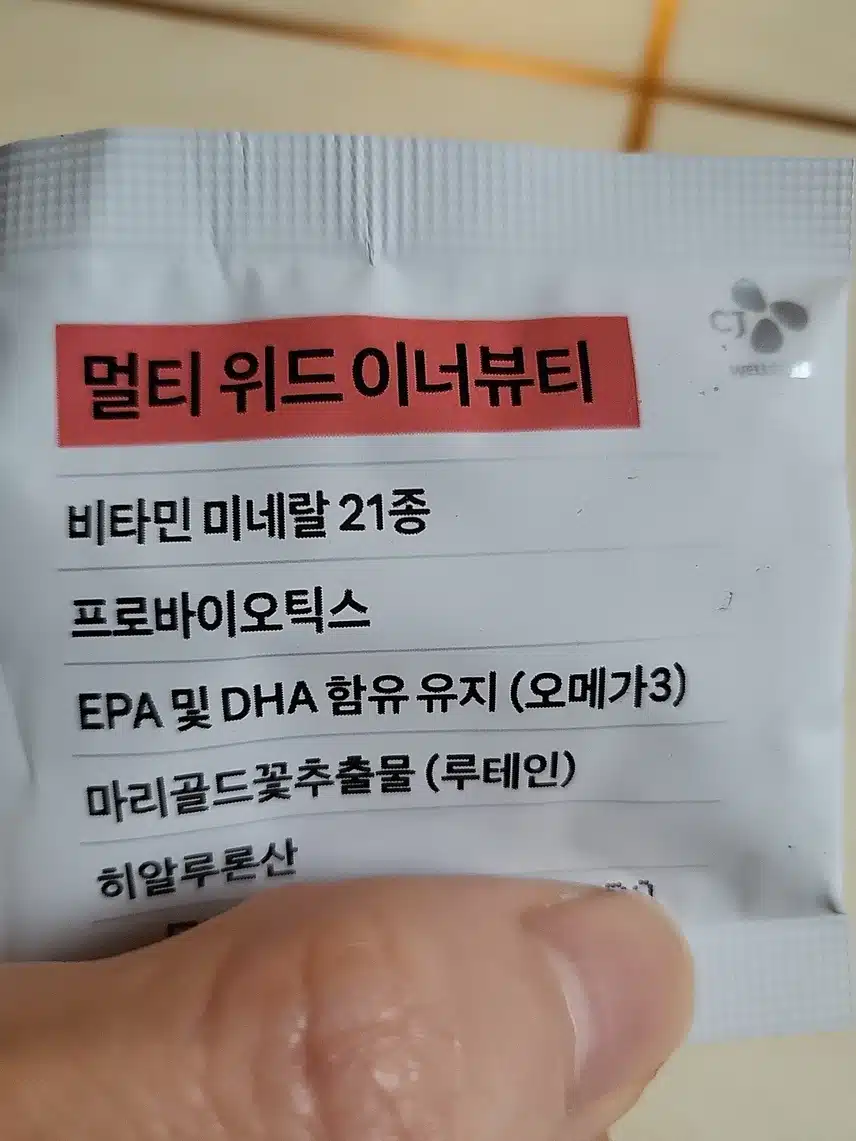 CJ
멀티 위드 이너뷰티
비타민 미네랄 21종
프로바이오틱스
EPA 및 DHA 함유 유지 (오메가3)
마리골드꽃추출물 (루테인)
히알루론산